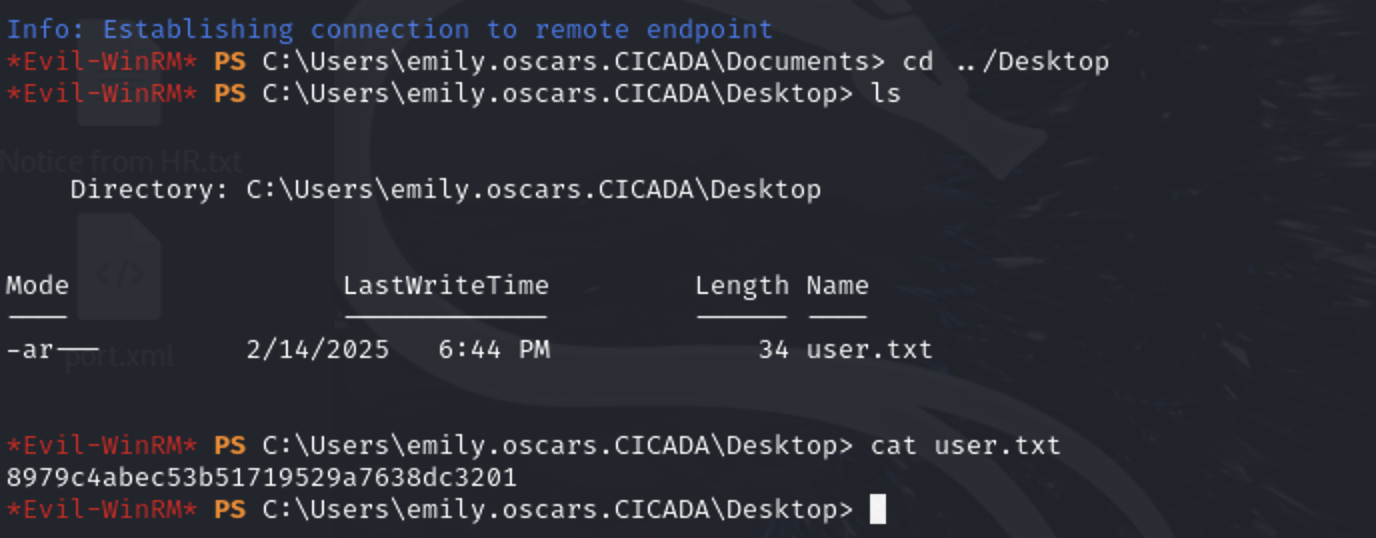 Info: Establishing connection to remote endpoint
*Evil-WinRM* PS C:\Users\emily.oscars.CICADA\Documents> cd ../Desktop
*Evil-WinRM* PS C:\Users\emily.oscars.CICADA\Desktop> ls
Notice from HR.txt
Directory: C:\Users\emily.oscars.CICADA\Desktop
Mode LastWriteTime Length Name
---- ------------- ------ ----
-ar--- 2/14/2025 6:44 PM 34 user.txt
port.xml
*Evil-WinRM* PS C:\Users\emily.oscars.CICADA\Desktop> cat user.txt
8979c4abec53b51719529a7638dc3201
*Evil-WinRM* PS C:\Users\emily.oscars.CICADA\Desktop>